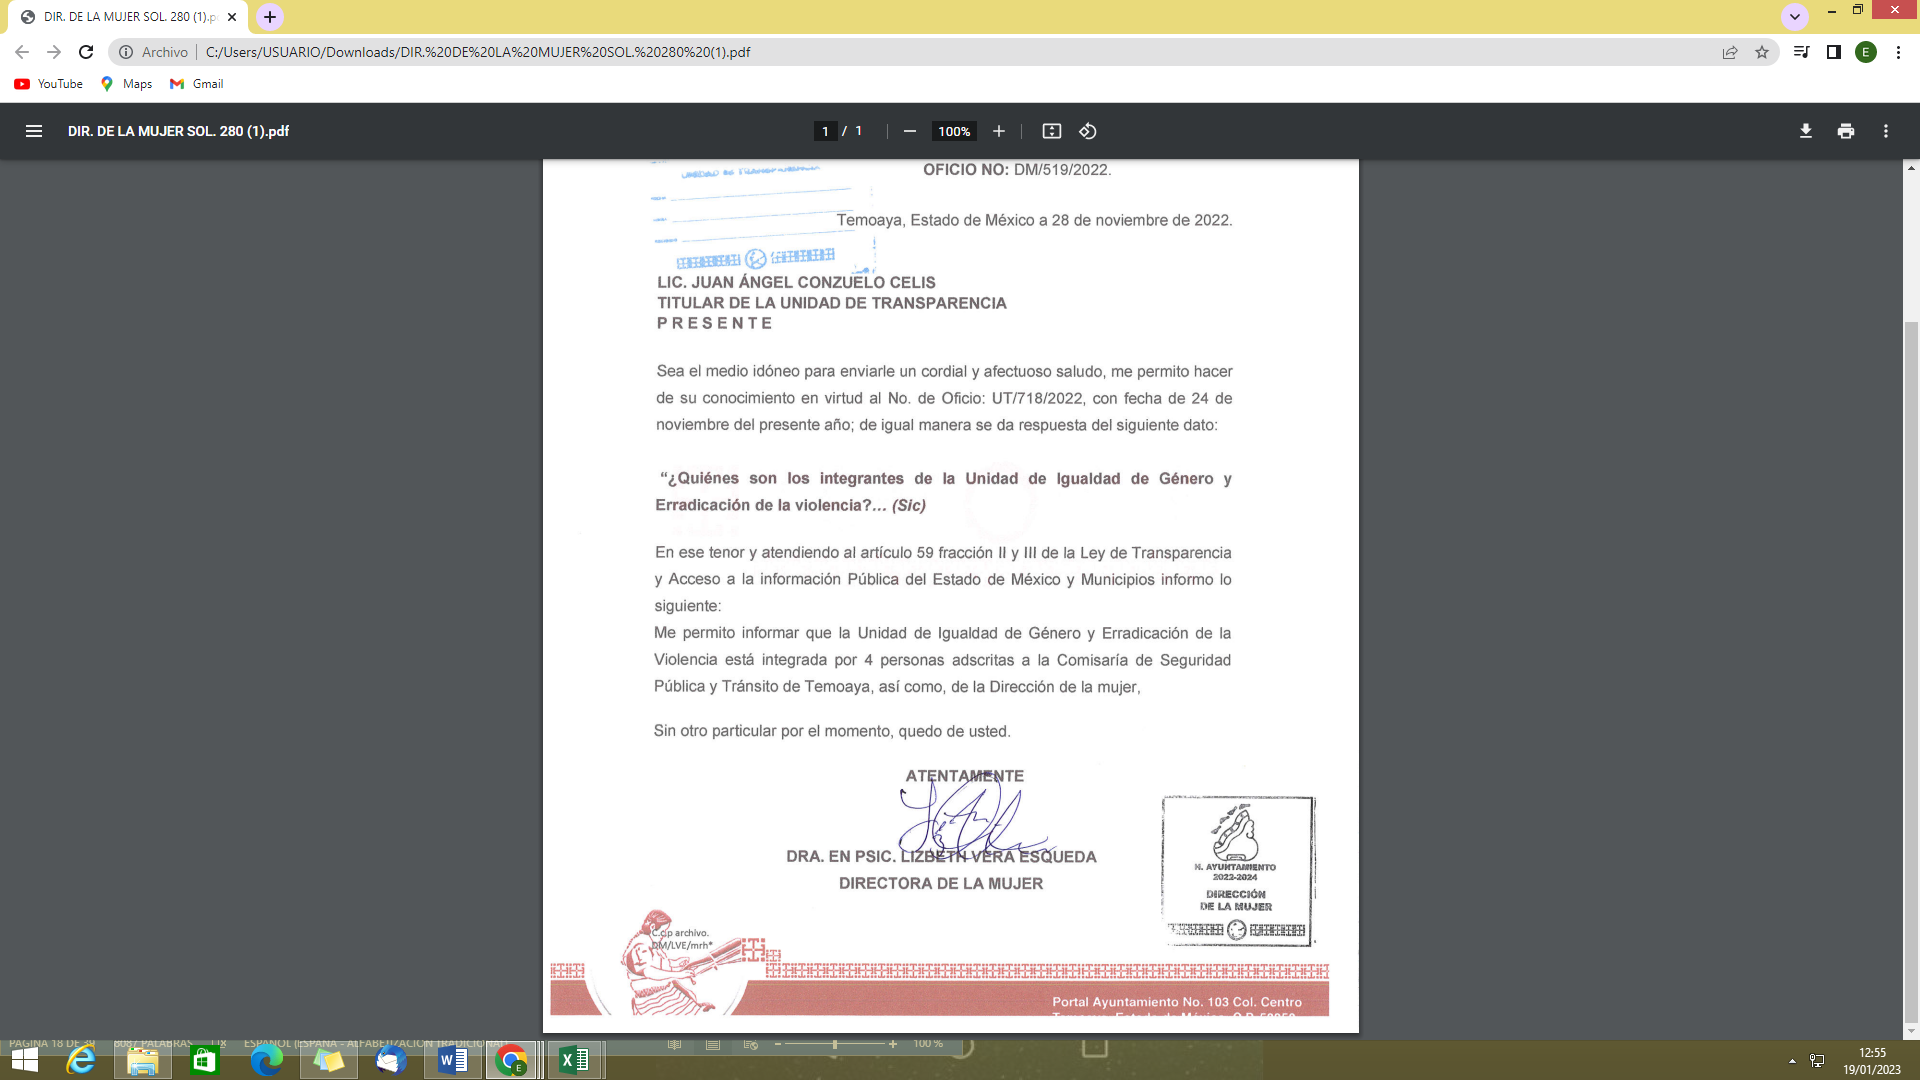 DIR. DE LA MUJER SOL. 280 (1).p
Archivo
C:/Users/USUARIO/Downloads/DIR.%20DE%20LA%20MUJER%20SOL.%20280%20(1).pdf
E
YouTube
Maps
Gmail
DIR. DE LA MUJER SOL. 280 (1).pdf
1 / 1
100%
OFICIO NO: DM/519/2022.
Temoaya, Estado de México a 28 de noviembre de 2022.
LIC. JUAN ÁNGEL CONZUELO CELIS
TITULAR DE LA UNIDAD DE TRANSPARENCIA
P R E S E N T E
Sea el medio idóneo para enviarle un cordial y afectuoso saludo, me permito hacer
de su conocimiento en virtud al No. de Oficio: UT/718/2022, con fecha de 24 de
noviembre del presente año; de igual manera se da respuesta del siguiente dato:
“¿Quiénes son los integrantes de la Unidad de Igualdad de Género y
Erradicación de la violencia?... (Sic)
En ese tenor y atendiendo al artículo 59 fracción II y III de la Ley de Transparencia
y Acceso a la información Pública del Estado de México y Municipios informo lo
siguiente:
Me permito informar que la Unidad de Igualdad de Género y Erradicación de la
Violencia está integrada por 4 personas adscritas a la Comisaría de Seguridad
Pública y Tránsito de Temoaya, así como, de la Dirección de la mujer,
Sin otro particular por el momento, quedo de usted.
ATENTAMENTE
DRA. EN PSIC. LIZBETH VERA ESQUEDA
DIRECTORA DE LA MUJER
H. AYUNTAMIENTO
2022-2024
DIRECCIÓN
DE LA MUJER
C.c.p archivo.
DM/LVE/mrh*
Portal Ayuntamiento No. 103 Col. Centro
PÁGINA 18 DE 39
8087 PALABRAS
ESPAÑOL (ESPAÑA - ALFABETIZACIÓN TRADICIONAL)
100 %
E
12:55
19/01/2023